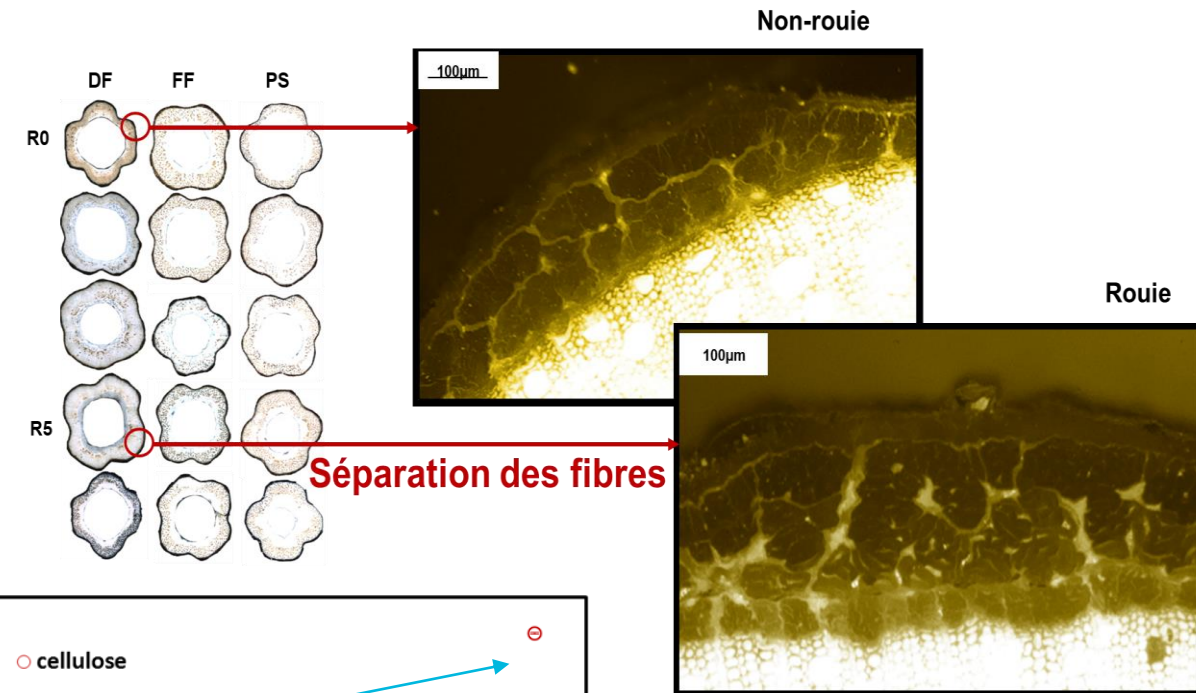 Non-rouie
100µm
DF FF PS
R0
Rouie
100µm
R5
Séparation des fibres
cellulose